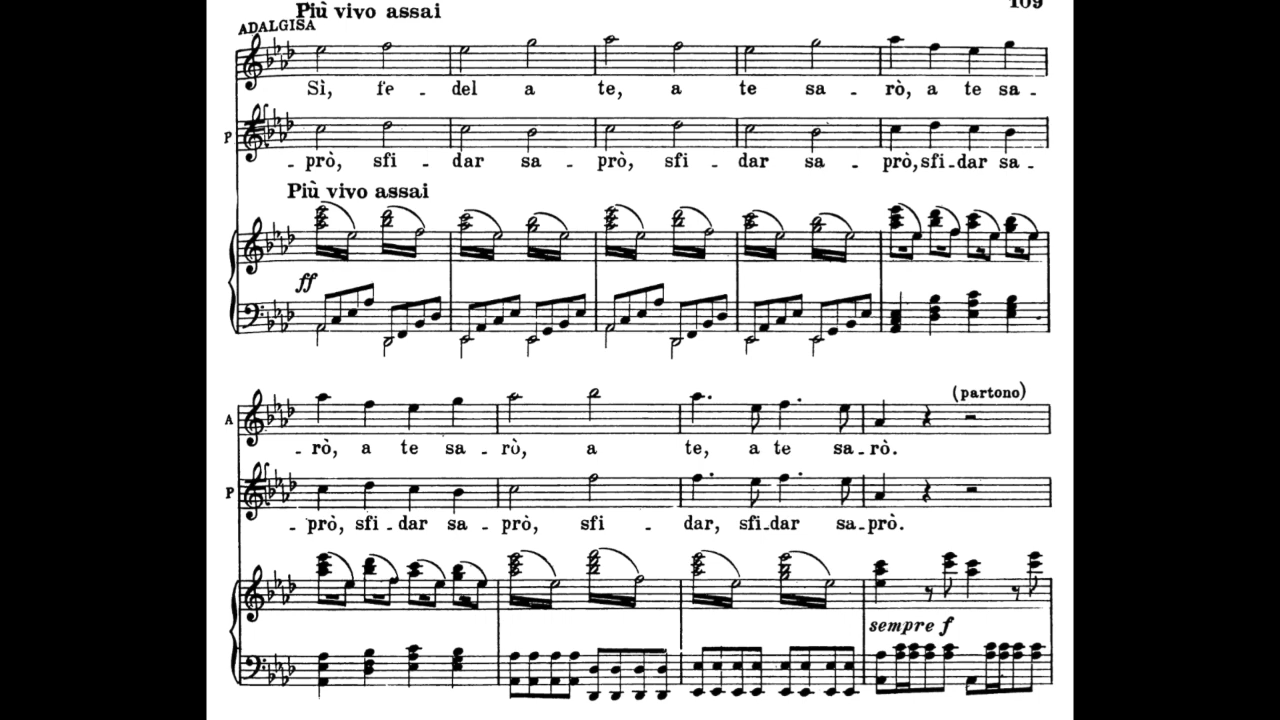 109
Più vivo assai
ADALGISA
Sì, fe - del a te, a te sa - rò, a te sa -
P
- prò, sfi - dar sa - prò, sfi - dar sa - prò, sfi - dar sa -
Più vivo assai
ff
(partono)
A
- rò, a te sa - rò, a te, a te sa - rò.
P
- prò, sfi - dar sa - prò, sfi - dar, sfi - dar sa - prò.
sempre f